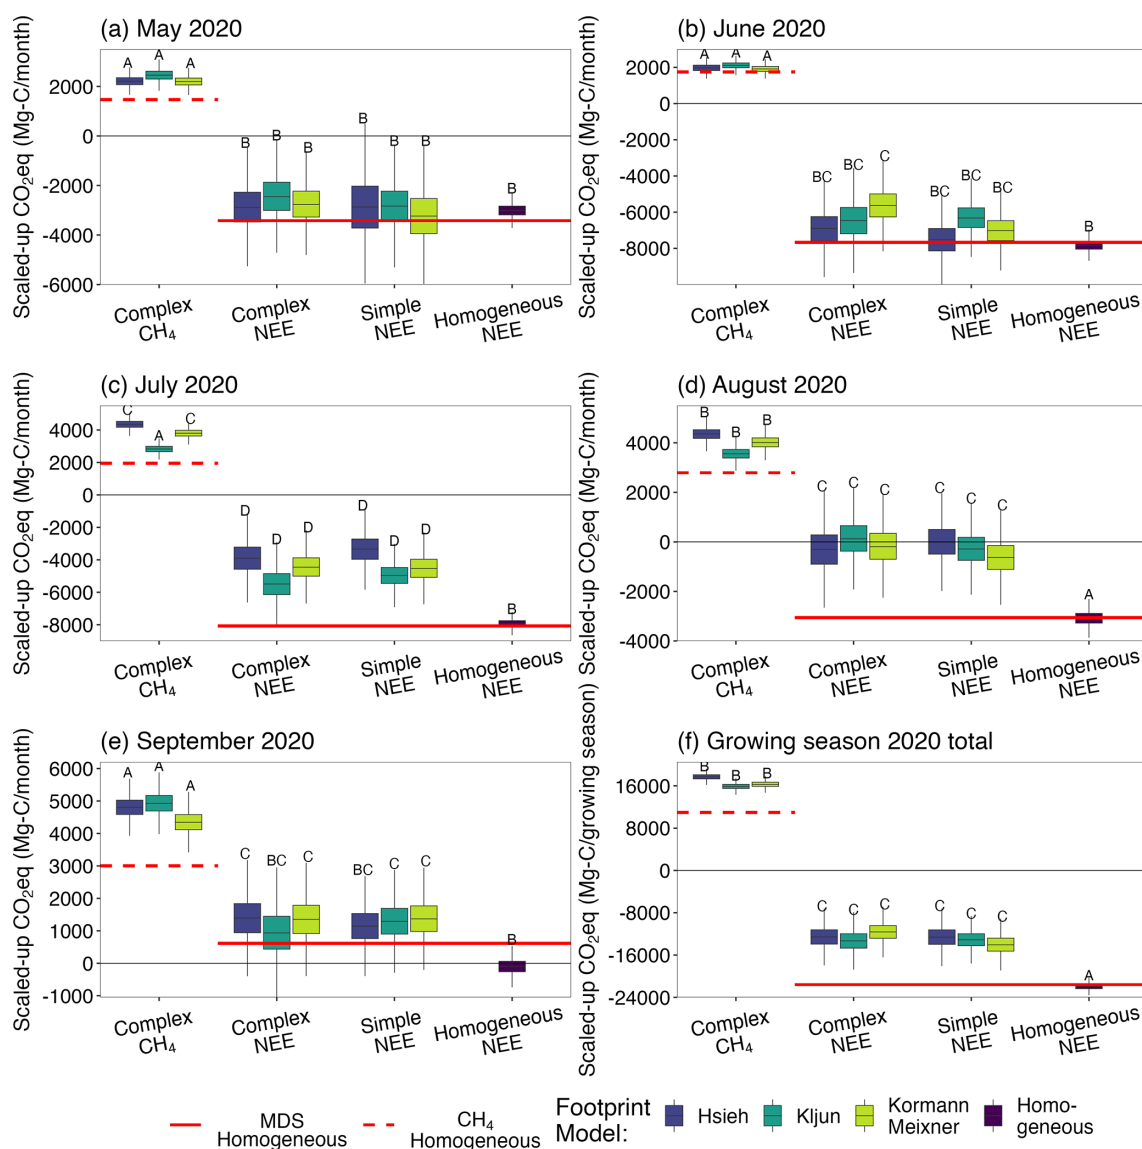 (a) May 2020
Scaled-up CO₂eq (Mg-C/month)
2000
0
-2000
-4000
-6000
A
A
A
B
B
B
B
B
B
B
Complex
CH₄
Complex
NEE
Simple
NEE
Homogeneous
NEE
(b) June 2020
Scaled-up CO₂eq (Mg-C/month)
2000
0
-2000
-4000
-6000
-8000
A
A
A
BC
BC
C
BC
BC
BC
B
Complex
CH₄
Complex
NEE
Simple
NEE
Homogeneous
NEE
(c) July 2020
Scaled-up CO₂eq (Mg-C/month)
4000
2000
0
-2000
-4000
-6000
-8000
C
A
C
D
D
D
D
D
D
B
Complex
CH₄
Complex
NEE
Simple
NEE
Homogeneous
NEE
(d) August 2020
Scaled-up CO₂eq (Mg-C/month)
4000
2000
0
-2000
-4000
B
B
B
C
C
C
C
C
C
A
Complex
CH₄
Complex
NEE
Simple
NEE
Homogeneous
NEE
(e) September 2020
Scaled-up CO₂eq (Mg-C/month)
6000
5000
4000
3000
2000
1000
0
-1000
A
A
A
C
BC
C
BC
C
C
B
Complex
CH₄
Complex
NEE
Simple
NEE
Homogeneous
NEE
(f) Growing season 2020 total
Scaled-up CO₂eq (Mg-C/growing season)
16000
8000
0
-8000
-16000
-24000
B
B
B
C
C
C
C
C
C
A
Complex
CH₄
Complex
NEE
Simple
NEE
Homogeneous
NEE
MDS
Homogeneous
CH₄
Homogeneous
Footprint
Model:
Hsieh
Kljun
Kormann
Meixner
Homo-
geneous